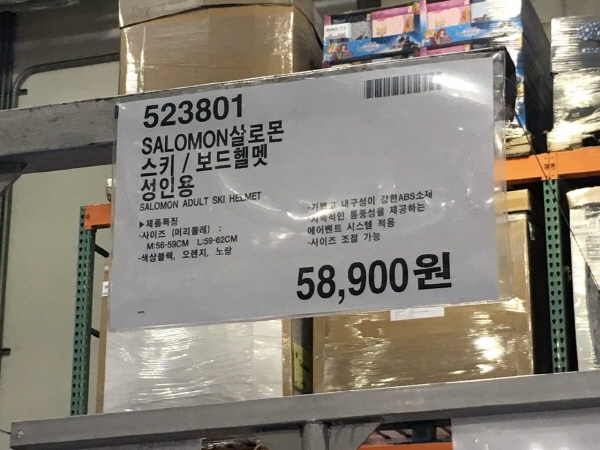 523801
SALOMON살로몬
스키 / 보드헬멧
성인용
SALOMON ADULT SKI HELMET
▶제품특징
-사이즈 (머리둘레) :
M:56-59CM L:59-62CM
-색상블랙, 오렌지, 노랑
-가볍고 내구성이 강한ABS소재
-지속적인 통풍성을 제공하는
에어벤트 시스템 적용
-사이즈 조절 가능
58,900원